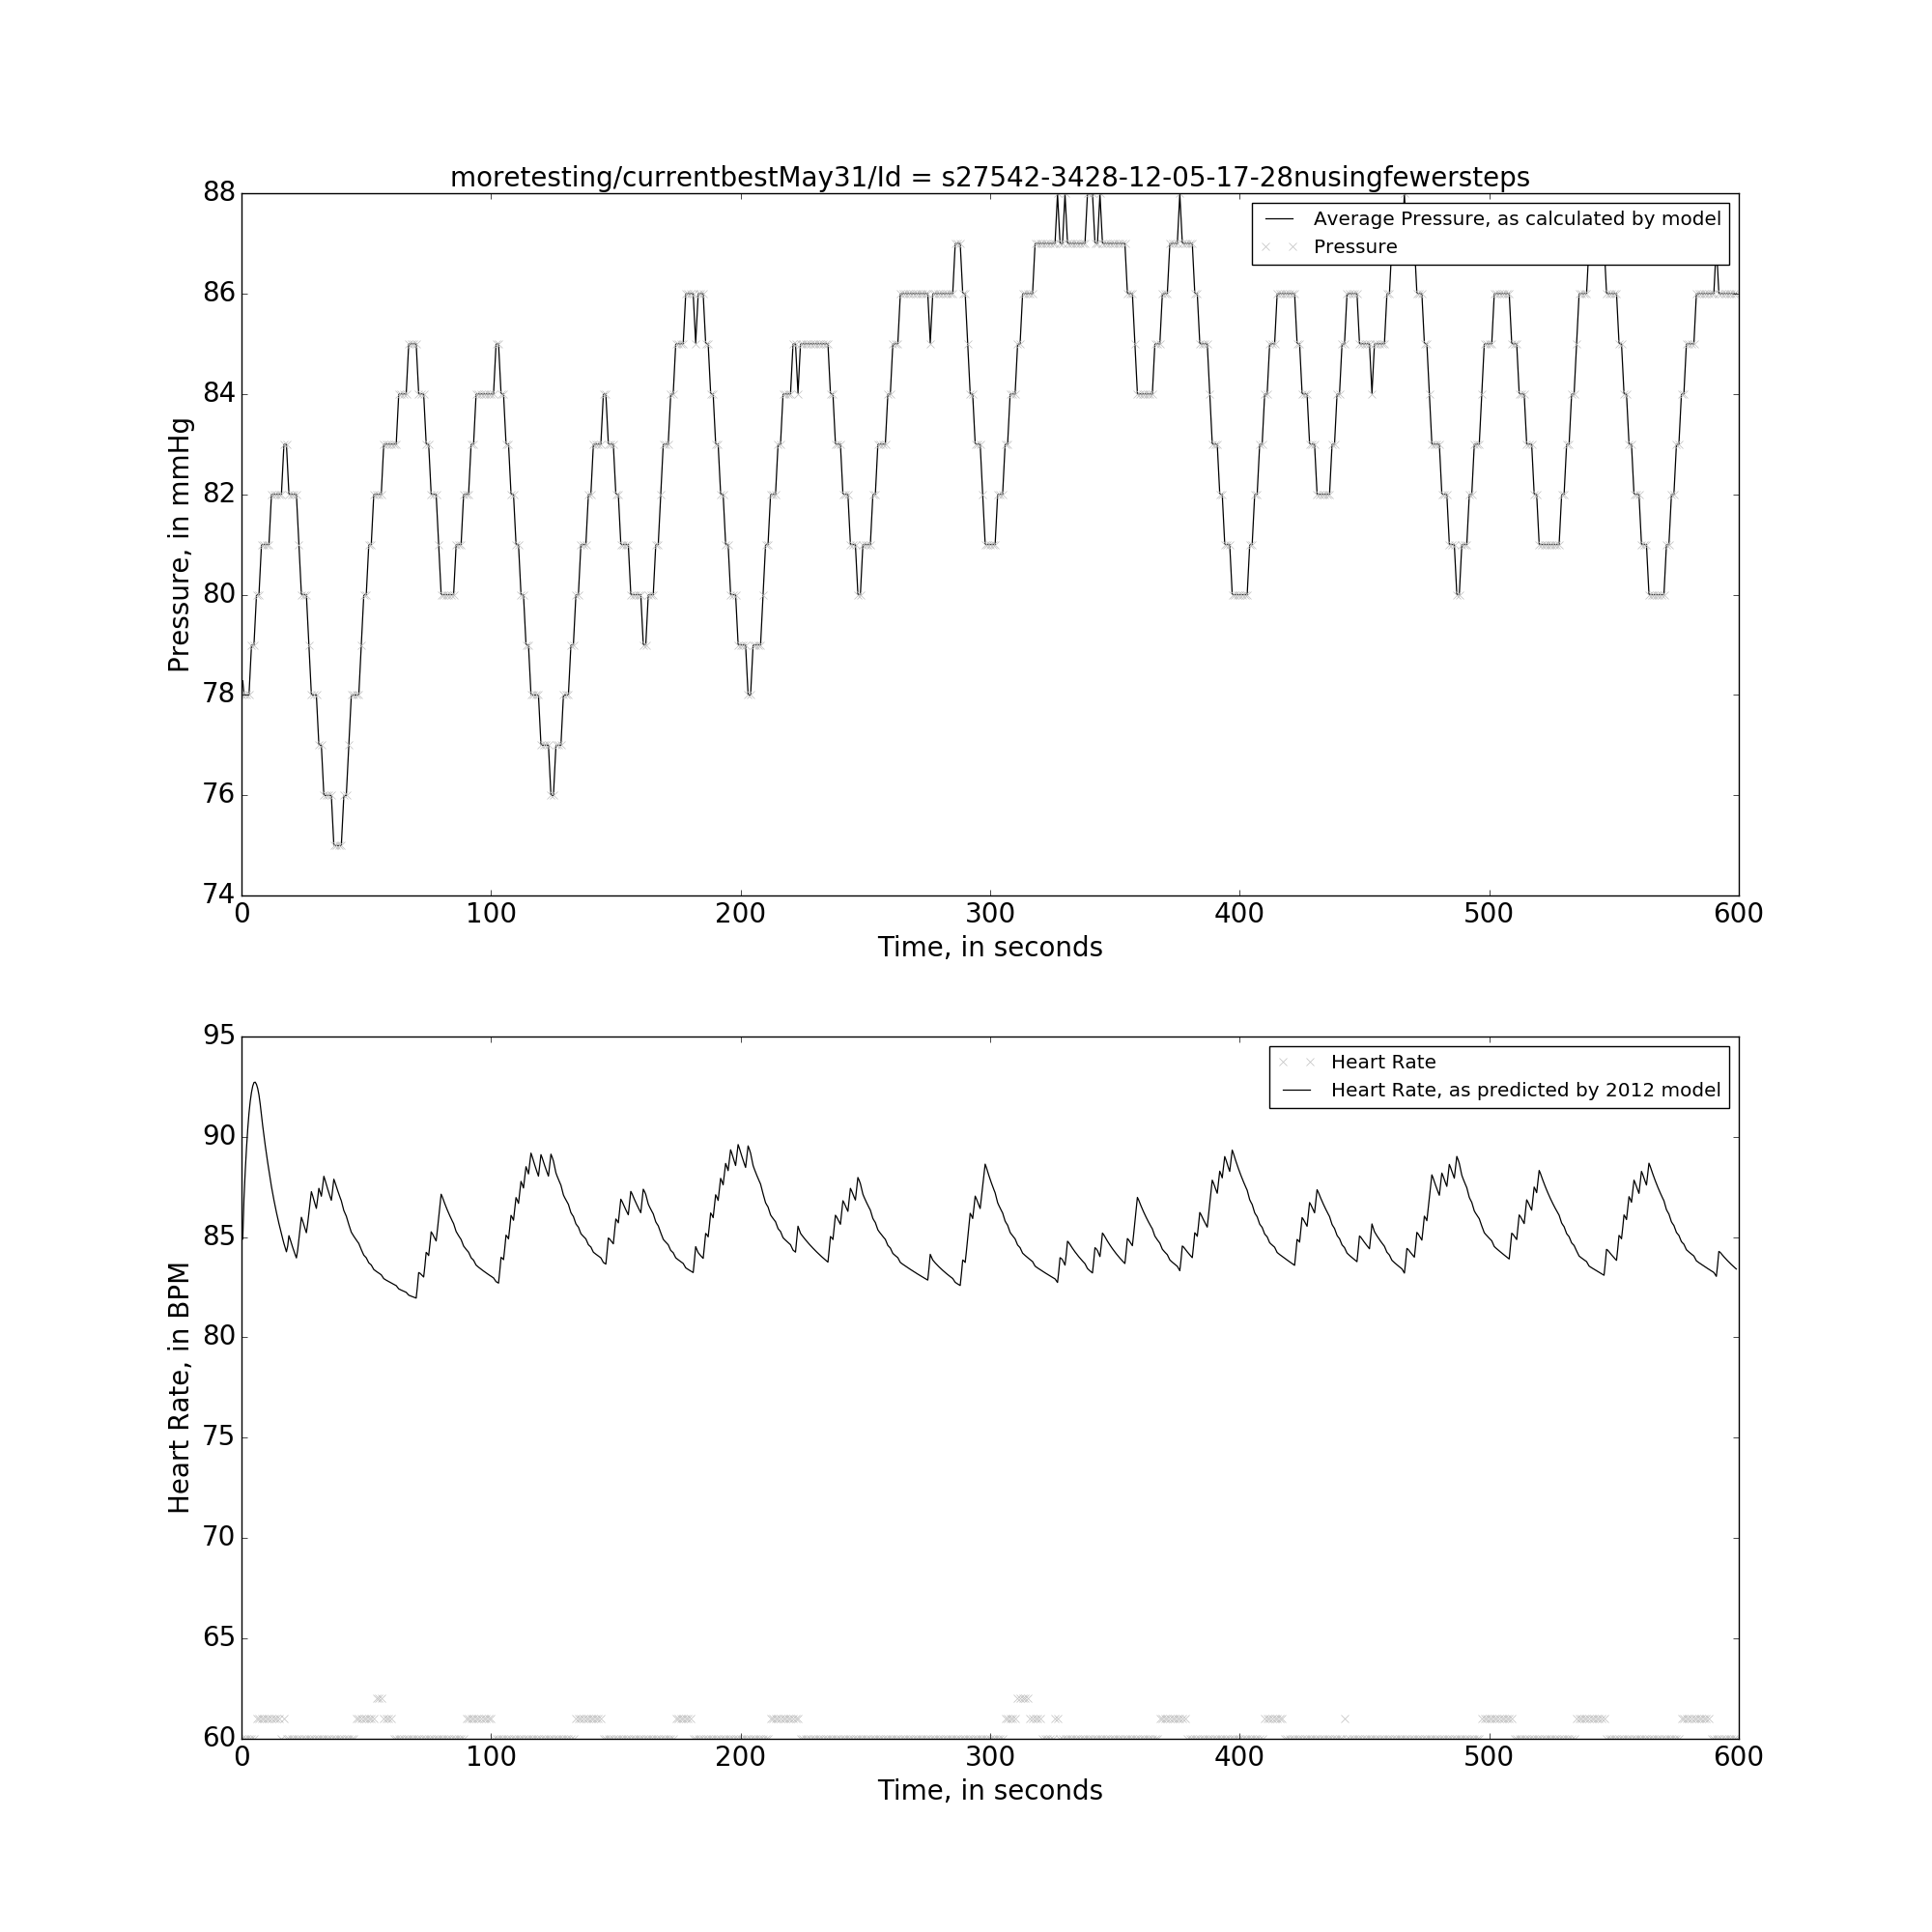 moretesting/currentbestMay31/Id = s27542-3428-12-05-17-28nusingfewersteps
88
86
84
82
80
78
76
74
Pressure, in mmHg
Average Pressure, as calculated by model
Pressure
0 100 200 300 400 500 600
Time, in seconds
95
90
85
80
75
70
65
60
Heart Rate, in BPM
Heart Rate
Heart Rate, as predicted by 2012 model
0 100 200 300 400 500 600
Time, in seconds